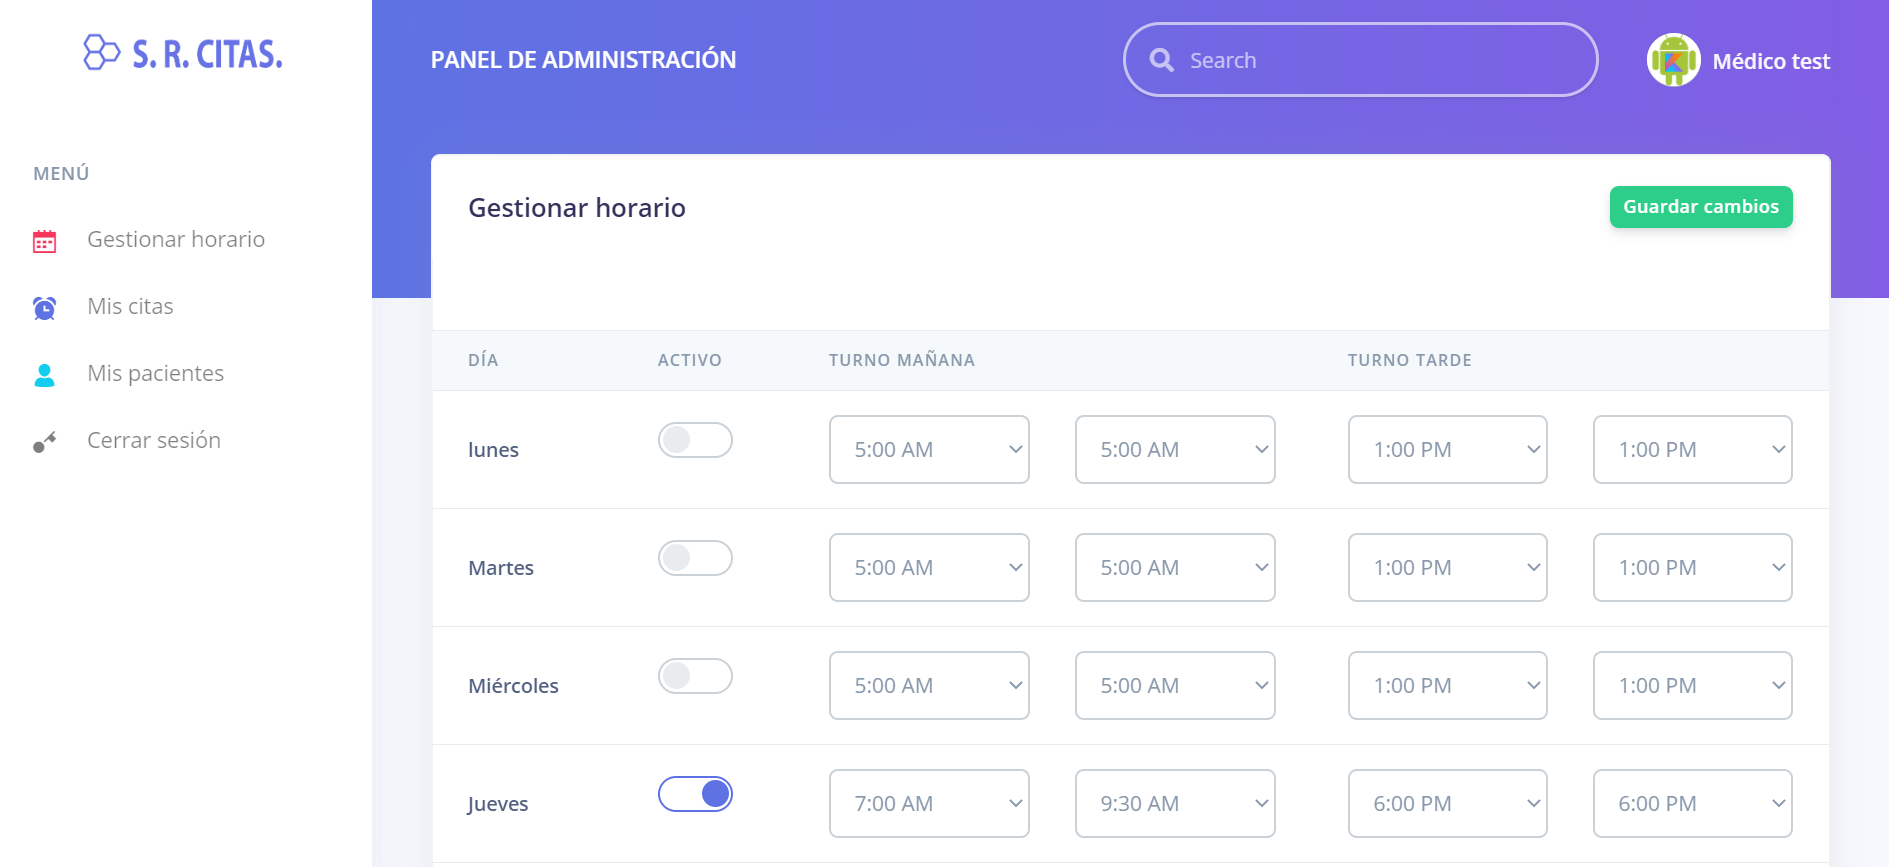 S. R. CITAS.
PANEL DE ADMINISTRACIÓN
Search
Médico test
MENÚ
Gestionar horario
Mis citas
Mis pacientes
Cerrar sesión
Gestionar horario
Guardar cambios
DÍA ACTIVO TURNO MAÑANA TURNO TARDE
lunes 5:00 AM 5:00 AM 1:00 PM 1:00 PM
Martes 5:00 AM 5:00 AM 1:00 PM 1:00 PM
Miércoles 5:00 AM 5:00 AM 1:00 PM 1:00 PM
Jueves 7:00 AM 9:30 AM 6:00 PM 6:00 PM